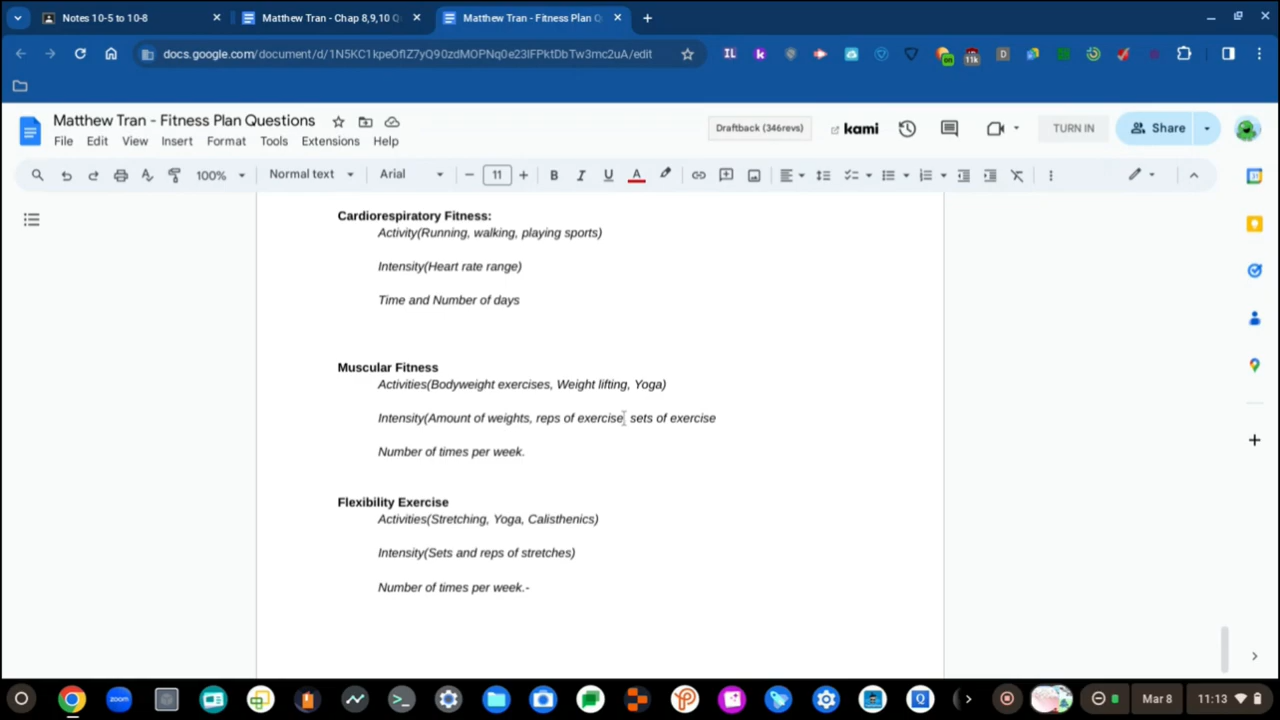 Notes 10-5 to 10-8
Matthew Tran - Chap 8,9,10 Q
Matthew Tran - Fitness Plan Q
docs.google.com/document/d/1N5KC1kpeOfIZ7yQ90zdMOPNq0e23IFPktDbTw3mc2uA/edit
Matthew Tran - Fitness Plan Questions
File Edit View Insert Format Tools Extensions Help
Draftback (346revs)
kami
TURN IN
Share
100% Normal text Arial 11 B I U A
Cardiorespiratory Fitness:
Activity(Running, walking, playing sports)
Intensity(Heart rate range)
Time and Number of days
Muscular Fitness
Activities(Bodyweight exercises, Weight lifting, Yoga)
Intensity(Amount of weights, reps of exercise, sets of exercise
Number of times per week.
Flexibility Exercise
Activities(Stretching, Yoga, Calisthenics)
Intensity(Sets and reps of stretches)
Number of times per week.-
zoom
Mar 8 11:13